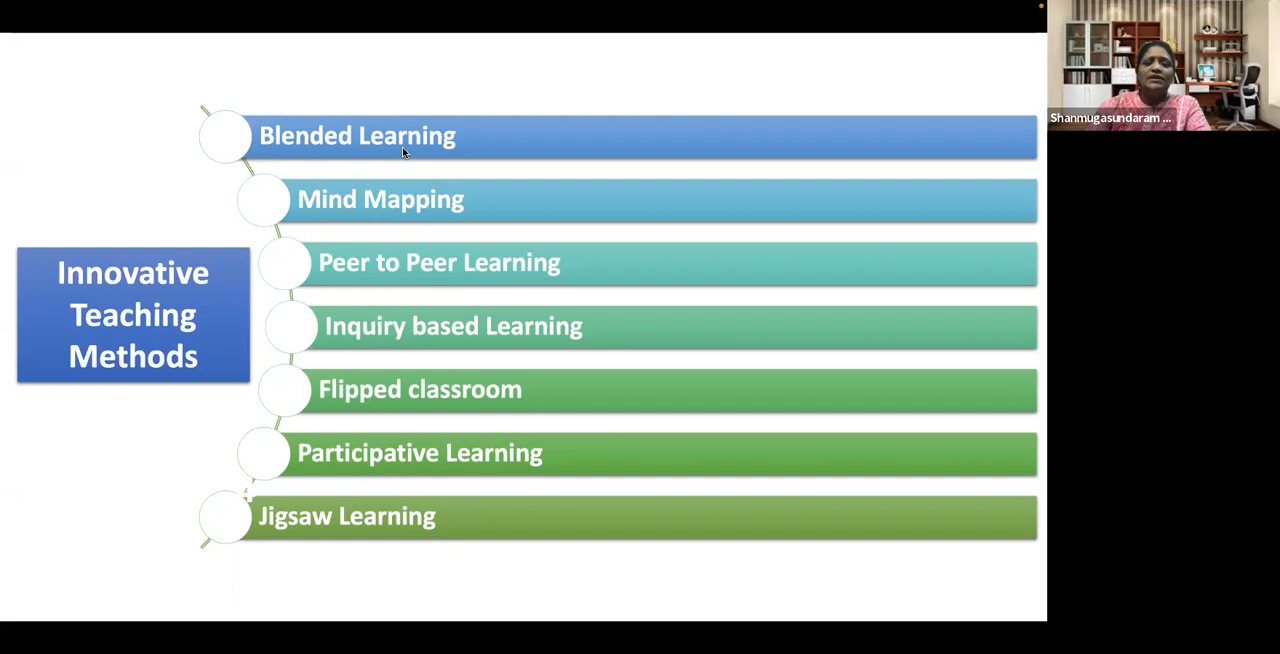 Innovative
Teaching
Methods
Blended Learning
Mind Mapping
Peer to Peer Learning
Inquiry based Learning
Flipped classroom
Participative Learning
Jigsaw Learning
Shanmugasundaram ...